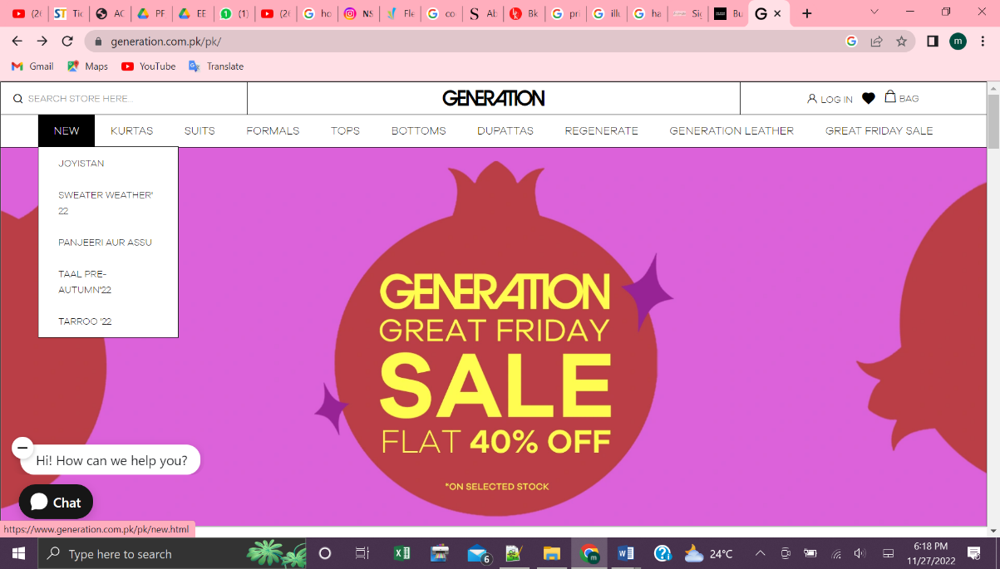 (20
ST Tic
AC
PF
EE
(1)
(20
ho
NS
Fle
co
S Ab
Bk
pri
illu
ha
Sig
Bu
G
generation.com.pk/pk/
m
Gmail Maps YouTube Translate
SEARCH STORE HERE...
GENERATION
LOG IN BAG
NEW KURTAS SUITS FORMALS TOPS BOTTOMS DUPATTAS REGENERATE GENERATION LEATHER GREAT FRIDAY SALE
JOYISTAN
SWEATER WEATHER'
22
PANJEERI AUR ASSU
TAAL PRE-
AUTUMN'22
TARROO '22
GENERATION
GREAT FRIDAY
SALE
FLAT 40% OFF
*ON SELECTED STOCK
Hi! How can we help you?
Chat
https://www.generation.com.pk/pk/new.html
Type here to search
6
24°C
6:18 PM
11/27/2022